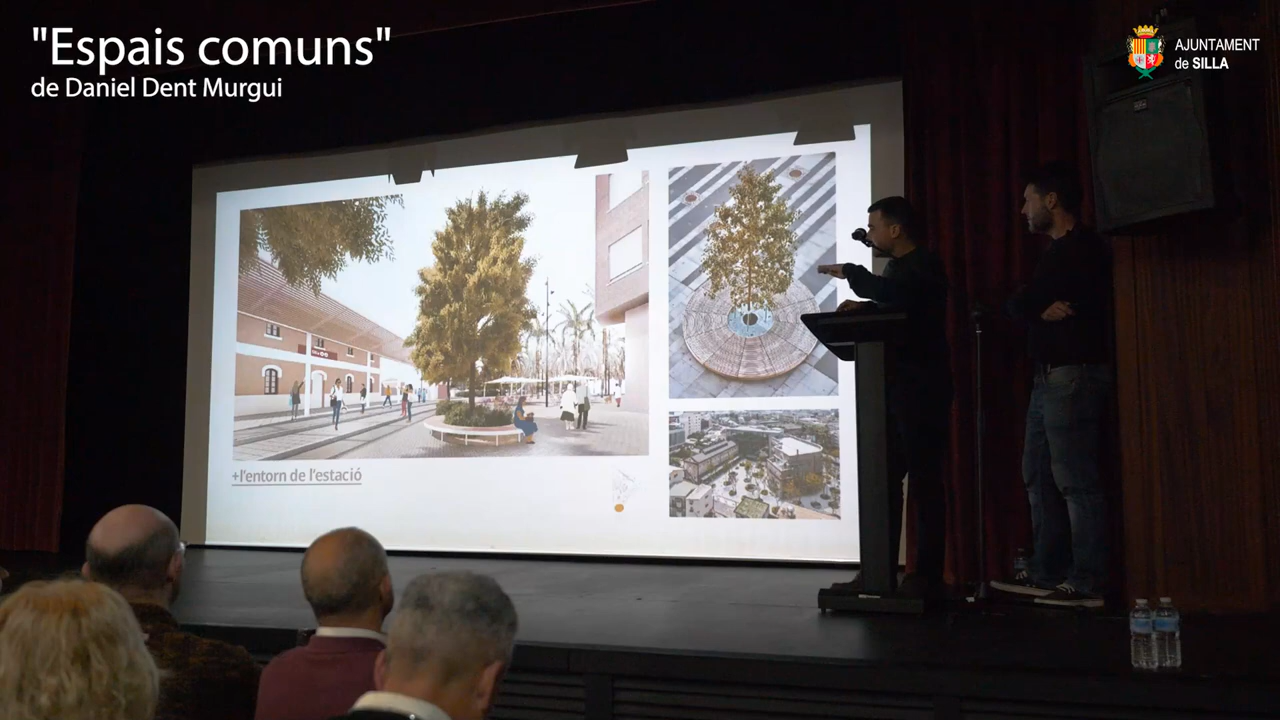 "Espais comuns"
de Daniel Dent Murgui
AJUNTAMENT
de SILLA
+l'entorn de l'estació